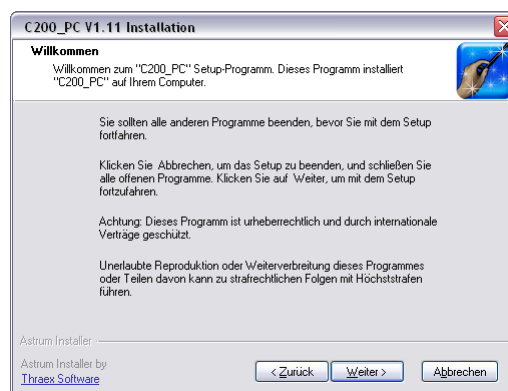 C200_PC V1.11 Installation
Willkommen
Willkommen zum "C200_PC" Setup-Programm. Dieses Programm installiert
"C200_PC" auf Ihrem Computer.
Sie sollten alle anderen Programme beenden, bevor Sie mit dem Setup
fortfahren.
Klicken Sie Abbrechen, um das Setup zu beenden, und schließen Sie
alle offenen Programme. Klicken Sie auf Weiter, um mit dem Setup
fortzufahren.
Achtung: Dieses Programm ist urheberrechtlich und durch internationale
Verträge geschützt.
Unerlaubte Reproduktion oder Weiterverbreitung dieses Programmes
oder Teilen davon kann zu strafrechtlichen Folgen mit Höchststrafen
führen.
Astrum Installer
Astrum Installer by
Thraex Software
< Zurück Weiter > Abbrechen